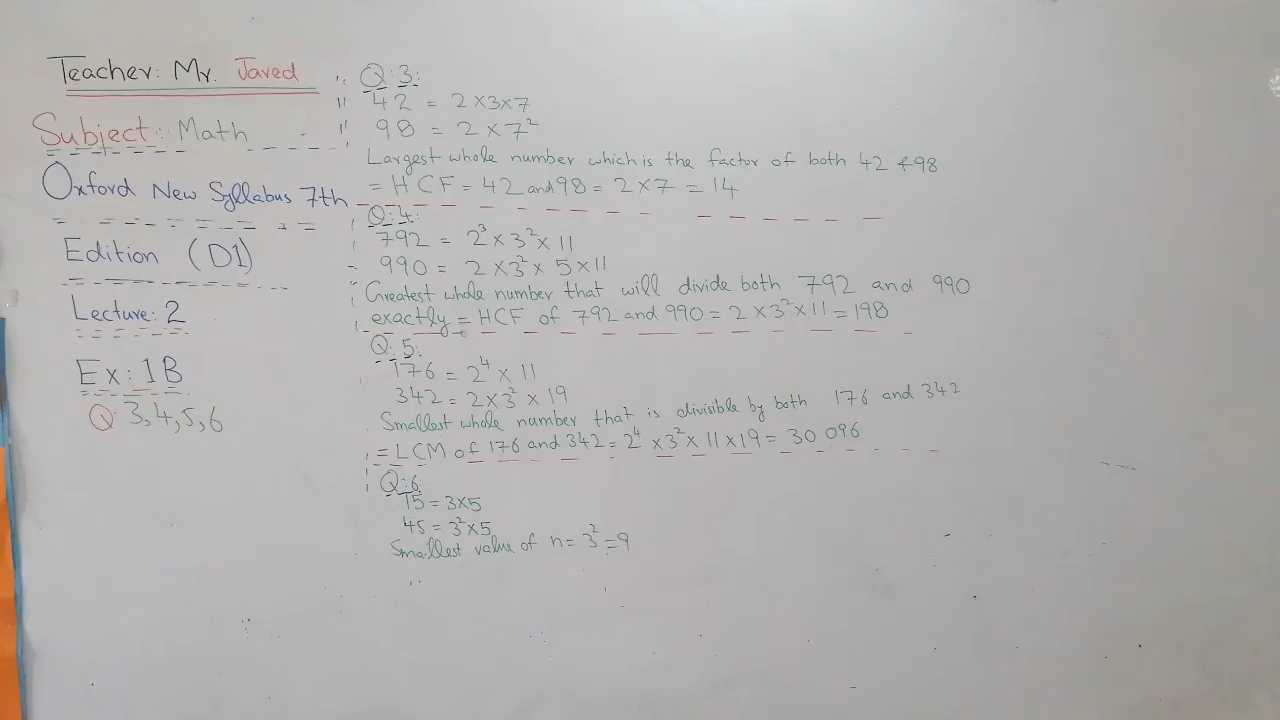 Teacher: Mr. Javed
Subject: Math
Oxford New Syllabus 7th
Edition (D1)
Lecture: 2
Ex: 1B
Q: 3,4,5,6
Q:3:
42 = 2×3×7
98 = 2×7²
Largest whole number which is the factor of both 42 &98
= HCF = 42 and 98 = 2×7 = 14
Q:4:
792 = 2³×3²×11
990 = 2×3²×5×11
Greatest whole number that will divide both 792 and 990
exactly = HCF of 792 and 990 = 2×3²×11 = 198
Q:5:
176 = 2⁴×11
342 = 2×3²×19
Smallest whole number that is divisible by both 176 and 342
= LCM of 176 and 342 = 2⁴×3²×11×19 = 30 096
Q:6:
15 = 3×5
45 = 3²×5
Smallest value of n = 3² = 9